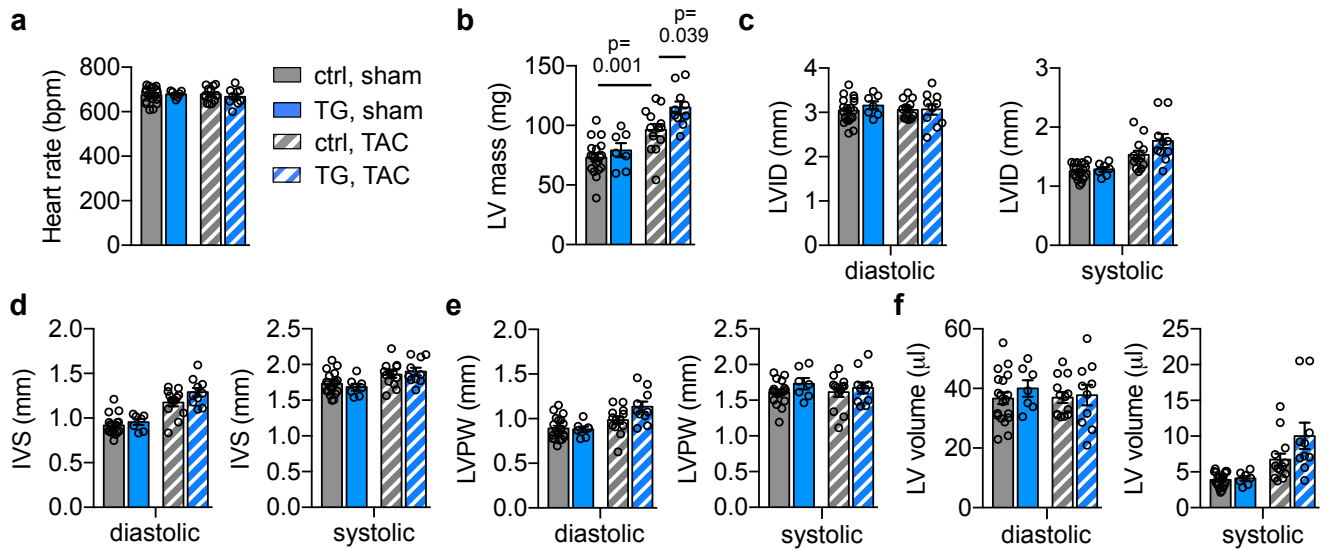 a
Heart rate (bpm)
800
600
400
200
0
ctrl, sham
TG, sham
ctrl, TAC
TG, TAC
b
LV mass (mg)
150
100
50
0
p=
0.001
p=
0.039
c
LVID (mm)
4
3
2
1
0
diastolic
LVID (mm)
3
2
1
0
systolic
d
IVS (mm)
2.0
1.5
1.0
0.5
0.0
diastolic
IVS (mm)
2.5
2.0
1.5
1.0
0.5
0.0
systolic
e
LVPW (mm)
2.0
1.5
1.0
0.5
0.0
diastolic
LVPW (mm)
2.5
2.0
1.5
1.0
0.5
0.0
systolic
f
LV volume (µl)
60
40
20
0
diastolic
LV volume (µl)
25
20
15
10
5
0
systolic